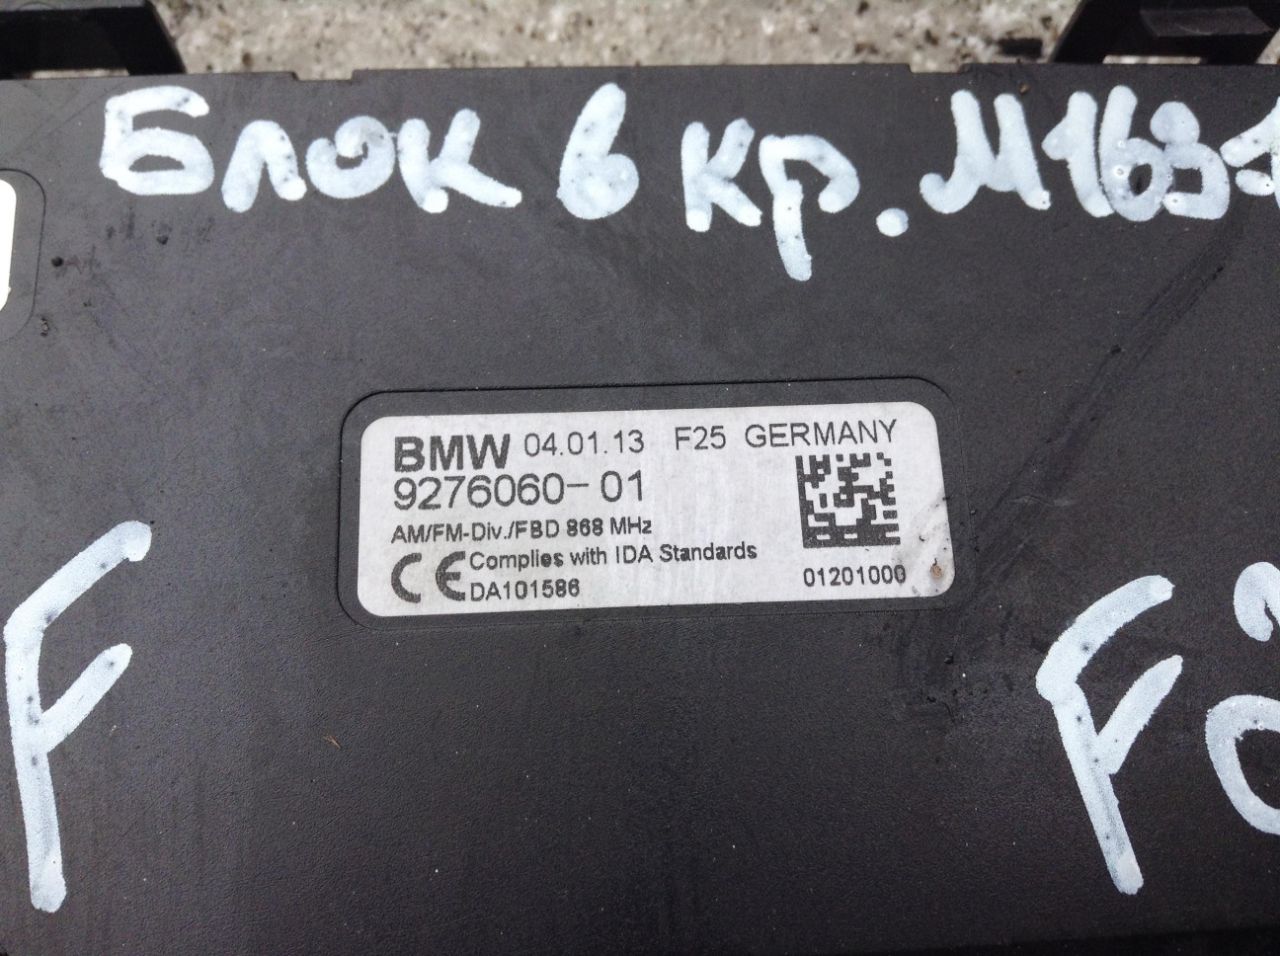 Блок в кр. М163-1
BMW 04.01.13 F25 GERMANY
9276060-01
AM/FM-Div./FBD 868 MHz
CE Complies with IDA Standards
DA101586
01201000
F
F